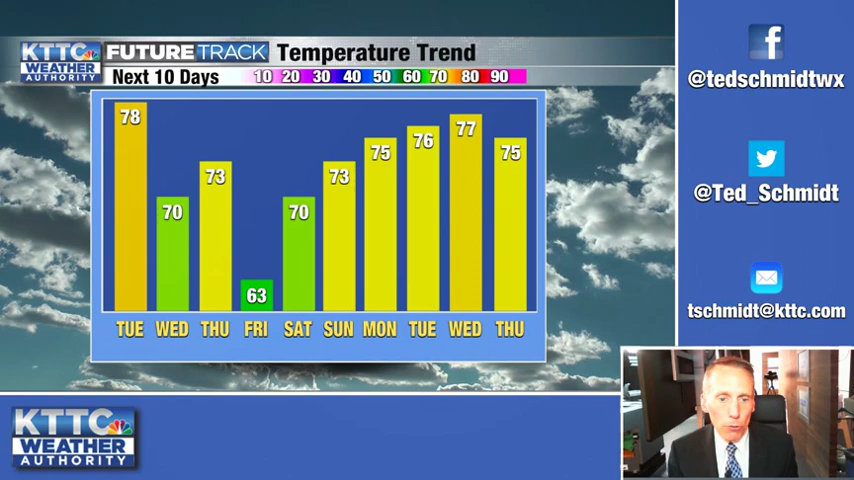 KTTC
WEATHER
AUTHORITY
FUTURETRACK
Temperature Trend
Next 10 Days
10 20 30 40 50 60 70 80 90
78 70 73 63 70 73 75 76 77 75
TUE WED THU FRI SAT SUN MON TUE WED THU
@tedschmidtwx
@Ted_Schmidt
tschmidt@kttc.com
KTTC
WEATHER
AUTHORITY